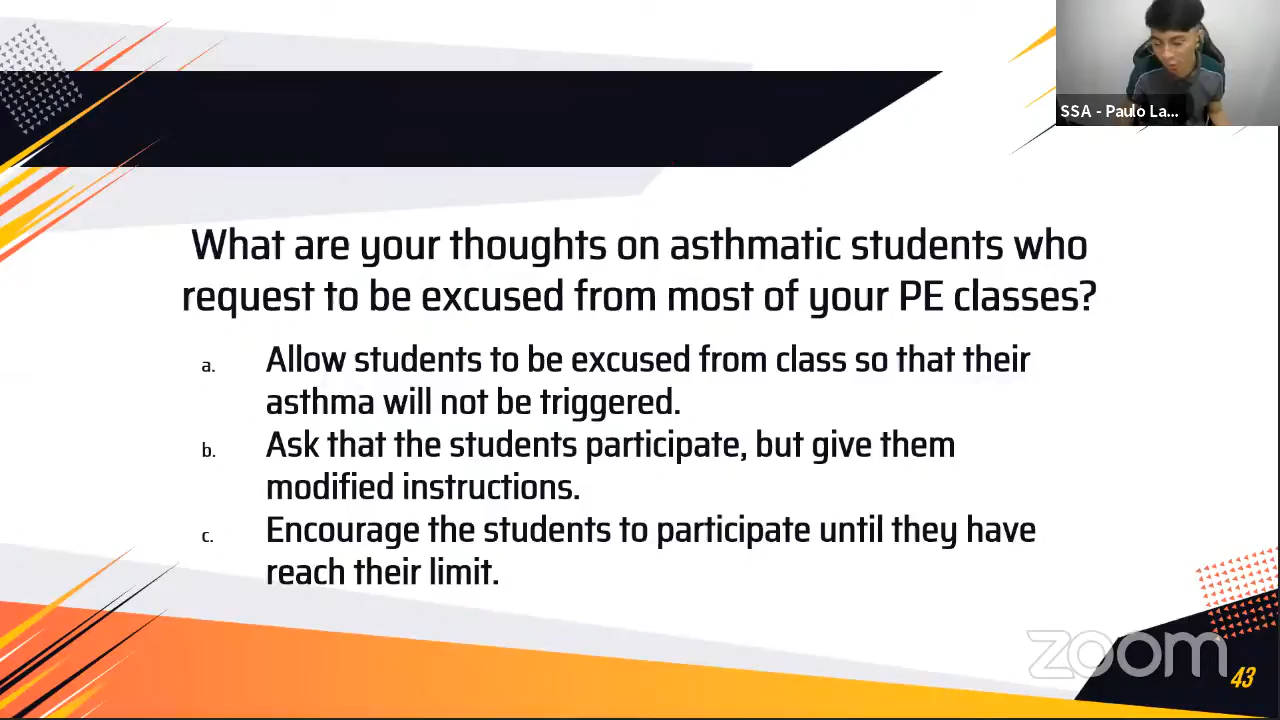 SSA - Paulo La...
What are your thoughts on asthmatic students who
request to be excused from most of your PE classes?
a. Allow students to be excused from class so that their
asthma will not be triggered.
b. Ask that the students participate, but give them
modified instructions.
c. Encourage the students to participate until they have
reach their limit.
zoom
43